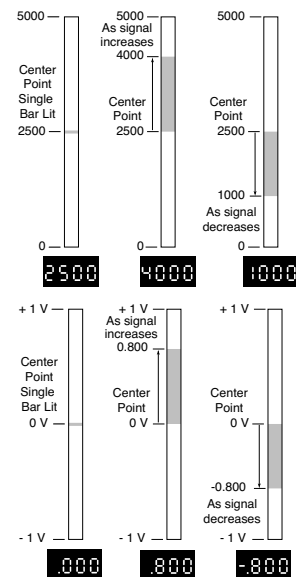 5000
Center
Point
Single
Bar Lit
2500
0
2500
5000
As signal
increases
4000
Center
Point
2500
0
4000
5000
Center
Point
2500
1000
As signal
decreases
0
1000
+ 1 V
Center
Point
Single
Bar Lit
0 V
- 1 V
.000
+ 1 V
As signal
increases
0.800
Center
Point
0 V
- 1 V
.800
+ 1 V
Center
Point
0 V
-0.800
As signal
decreases
- 1 V
-.800